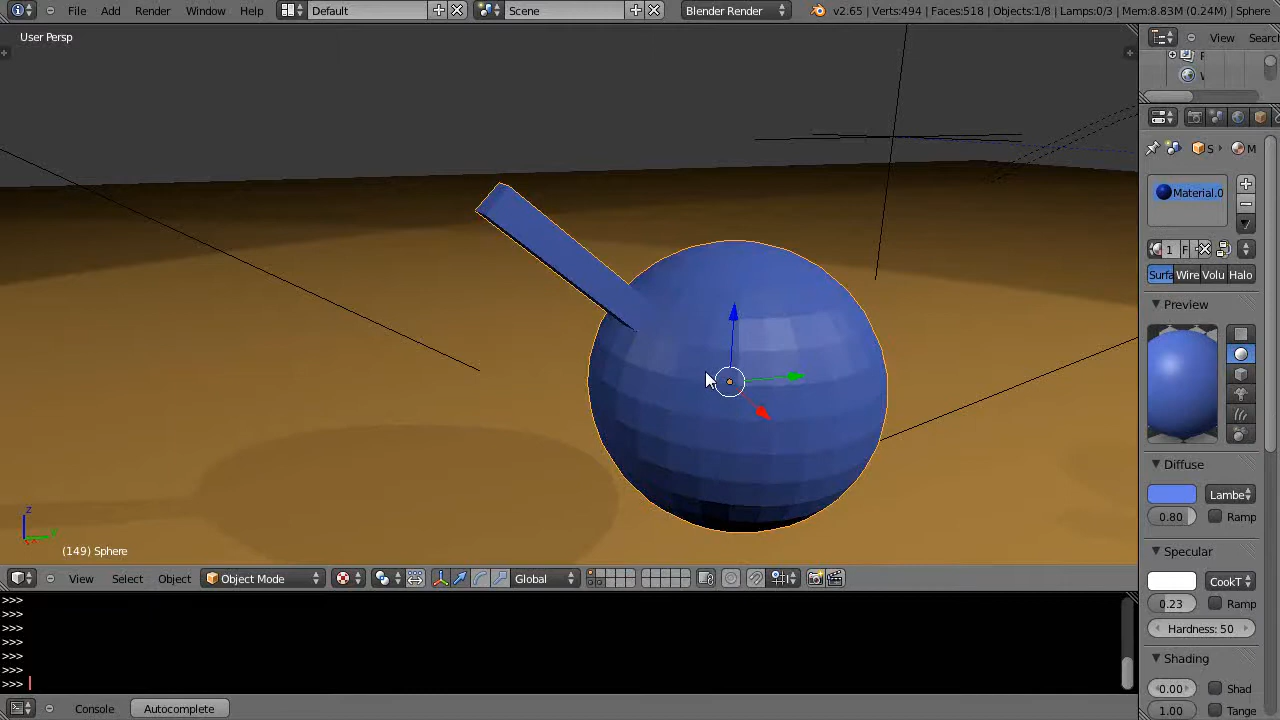 File Add Render Window Help Default Scene Blender Render v2.65 | Verts:494 | Faces:518 | Objects:1/8 | Lamps:0/3 | Mem:8.83M (0.24M) | Sphere
User Persp
View Search
S M
Material.0
1 F
Surfa Wire Volu Halo
Preview
Diffuse
Lambe
0.80 Ramp
Specular
CookT
0.23 Ramp
Hardness: 50
Shading
0.00 Shad
1.00 Tange
z
y
(149) Sphere
View Select Object Object Mode Global
>>>
>>>
>>>
>>>
>>>
>>>
>>>
Console Autocomplete